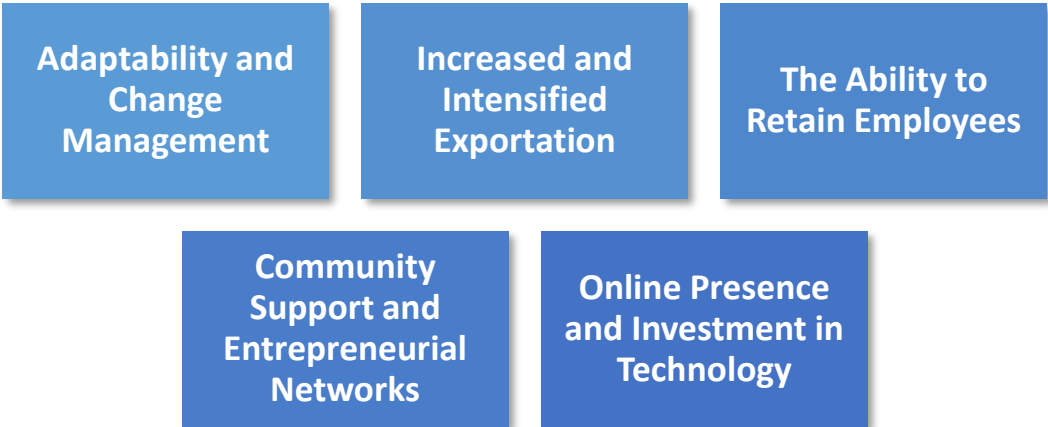 Adaptability and
Change
Management
Increased and
Intensified
Exportation
The Ability to
Retain Employees
Community
Support and
Entrepreneurial
Networks
Online Presence
and Investment in
Technology